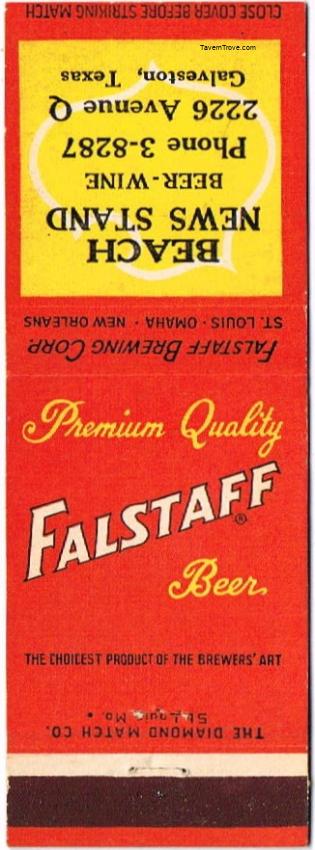 CLOSE COVER BEFORE STRIKING MATCH
TavernTrove.com
BEACH
NEWS STAND
BEER-WINE
Phone 3-8287
2226 Avenue Q
Galveston, Texas
FALSTAFF BREWING CORP
ST. LOUIS · OMAHA · NEW ORLEANS
Premium Quality
FALSTAFF®
Beer
THE CHOICEST PRODUCT OF THE BREWERS' ART
THE DIAMOND MATCH CO.
St. Louis, Mo.